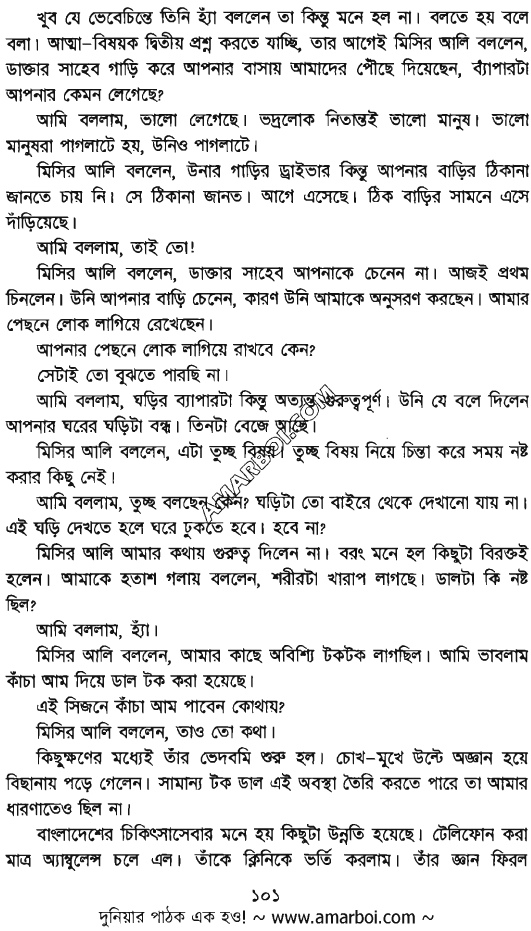 খুব যে ভেবেচিন্তে তিনি হ্যাঁ বললেন তা কিন্তু মনে হল না। বলতে হয় বলে
বলা। আত্মা-বিষয়ক দ্বিতীয় প্রশ্ন করতে যাচ্ছি, তার আগেই মিসির আলি বললেন,
ডাক্তার সাহেব গাড়ি করে আপনার বাসায় আমাদের পৌঁছে দিয়েছেন, ব্যাপারটা
আপনার কেমন লেগেছে?
আমি বললাম, ভালো লেগেছে। ভদ্রলোক নিতান্তই ভালো মানুষ। ভালো
মানুষরা পাগলাটে হয়, উনিও পাগলাটে।
মিসির আলি বললেন, উনার গাড়ির ড্রাইভার কিন্তু আপনার বাড়ির ঠিকানা
জানতে চায় নি। সে ঠিকানা জানত। আগে এসেছে। ঠিক বাড়ির সামনে এসে
দাঁড়িয়েছে।
আমি বললাম, তাই তো!
মিসির আলি বললেন, ডাক্তার সাহেব আপনাকে চেনেন না। আজই প্রথম
চিনলেন। উনি আপনার বাড়ি চেনেন, কারণ উনি আমাকে অনুসরণ করছেন। আমার
পেছনে লোক লাগিয়ে রেখেছেন।
আপনার পেছনে লোক লাগিয়ে রাখবে কেন?
সেটাই তো বুঝতে পারছি না।
আমি বললাম, ঘড়ির ব্যাপারটা কিন্তু অত্যন্ত গুরুত্বপূর্ণ। উনি যে বলে দিলেন
আপনার ঘরের ঘড়িটা বন্ধ। তিনটা বেজে আছে।
মিসির আলি বললেন, এটা তুচ্ছ বিষয়। তুচ্ছ বিষয় নিয়ে চিন্তা করে সময় নষ্ট
করার কিছু নেই।
আমি বললাম, তুচ্ছ বলছেন কেন? ঘড়িটা তো বাইরে থেকে দেখানো যায় না।
এই ঘড়ি দেখতে হলে ঘরে ঢুকতে হবে। হবে না?
মিসির আলি আমার কথায় গুরুত্ব দিলেন না। বরং মনে হল কিছুটা বিরক্তই
হলেন। আমাকে হতাশ গলায় বললেন, শরীরটা খারাপ লাগছে। ডালটা কি নষ্ট
ছিল?
আমি বললাম, হ্যাঁ।
মিসির আলি বললেন, আমার কাছে অবিশ্যি টকটক লাগছিল। আমি ভাবলাম
কাঁচা আম দিয়ে ডাল টক করা হয়েছে।
এই সিজনে কাঁচা আম পাবেন কোথায়?
মিসির আলি বললেন, তাও তো কথা।
কিছুক্ষণের মধ্যেই তাঁর ভেদবমি শুরু হল। চোখ-মুখ উল্টে অজ্ঞান হয়ে
বিছানায় পড়ে গেলেন। সামান্য টক ডাল এই অবস্থা তৈরি করতে পারে তা আমার
ধারণাতেও ছিল না।
বাংলাদেশের চিকিৎসাসেবার মনে হয় কিছুটা উন্নতি হয়েছে। টেলিফোন করা
মাত্র অ্যাম্বুলেন্স চলে এল। তাঁকে ক্লিনিকে ভর্তি করলাম। তাঁর জ্ঞান ফিরল
১০১
দুনিয়ার পাঠক এক হও! ~ www.amarboi.com ~
AMARBOI.COM